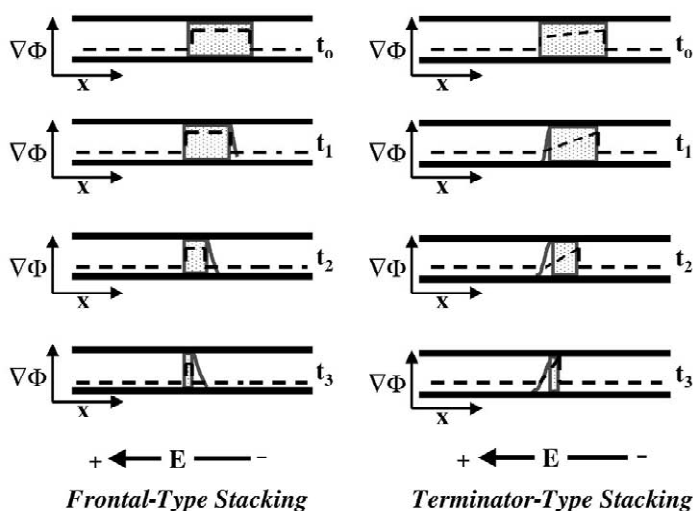 ∇Φ t₀ ∇Φ t₀
x x
∇Φ t₁ ∇Φ t₁
x x
∇Φ t₂ ∇Φ t₂
x x
∇Φ t₃ ∇Φ t₃
x x
+ E − + E −
Frontal-Type Stacking Terminator-Type Stacking